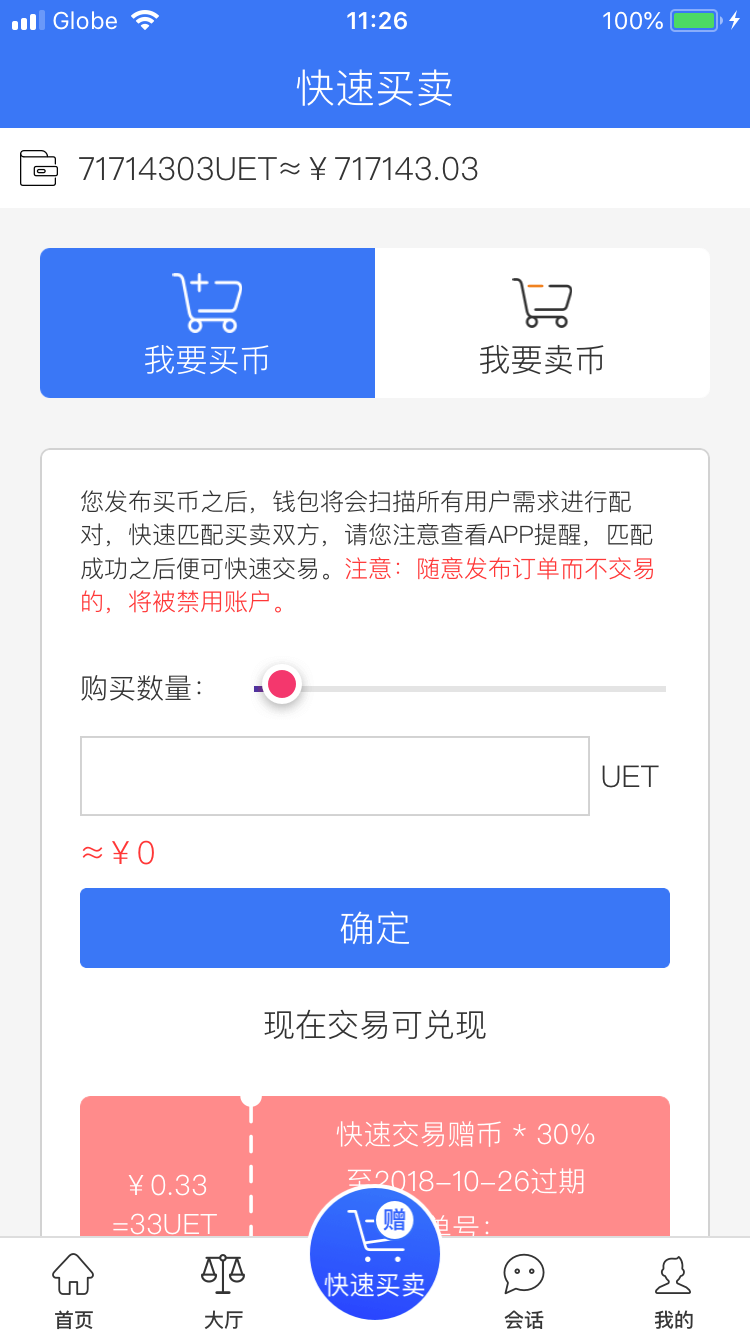 Globe 11:26 100%
快速买卖
71714303UET≈￥717143.03
我要买币
我要卖币
您发布买币之后，钱包将会扫描所有用户需求进行配
对，快速匹配买卖双方，请您注意查看APP提醒，匹配
成功之后便可快速交易。注意：随意发布订单而不交易
的，将被禁用账户。
购买数量：
UET
≈￥0
确定
现在交易可兑现
快速交易赠币 * 30%
至2018-10-26过期
￥0.33
=33UET
单号：
赠
快速买卖
首页
大厅
会话
我的